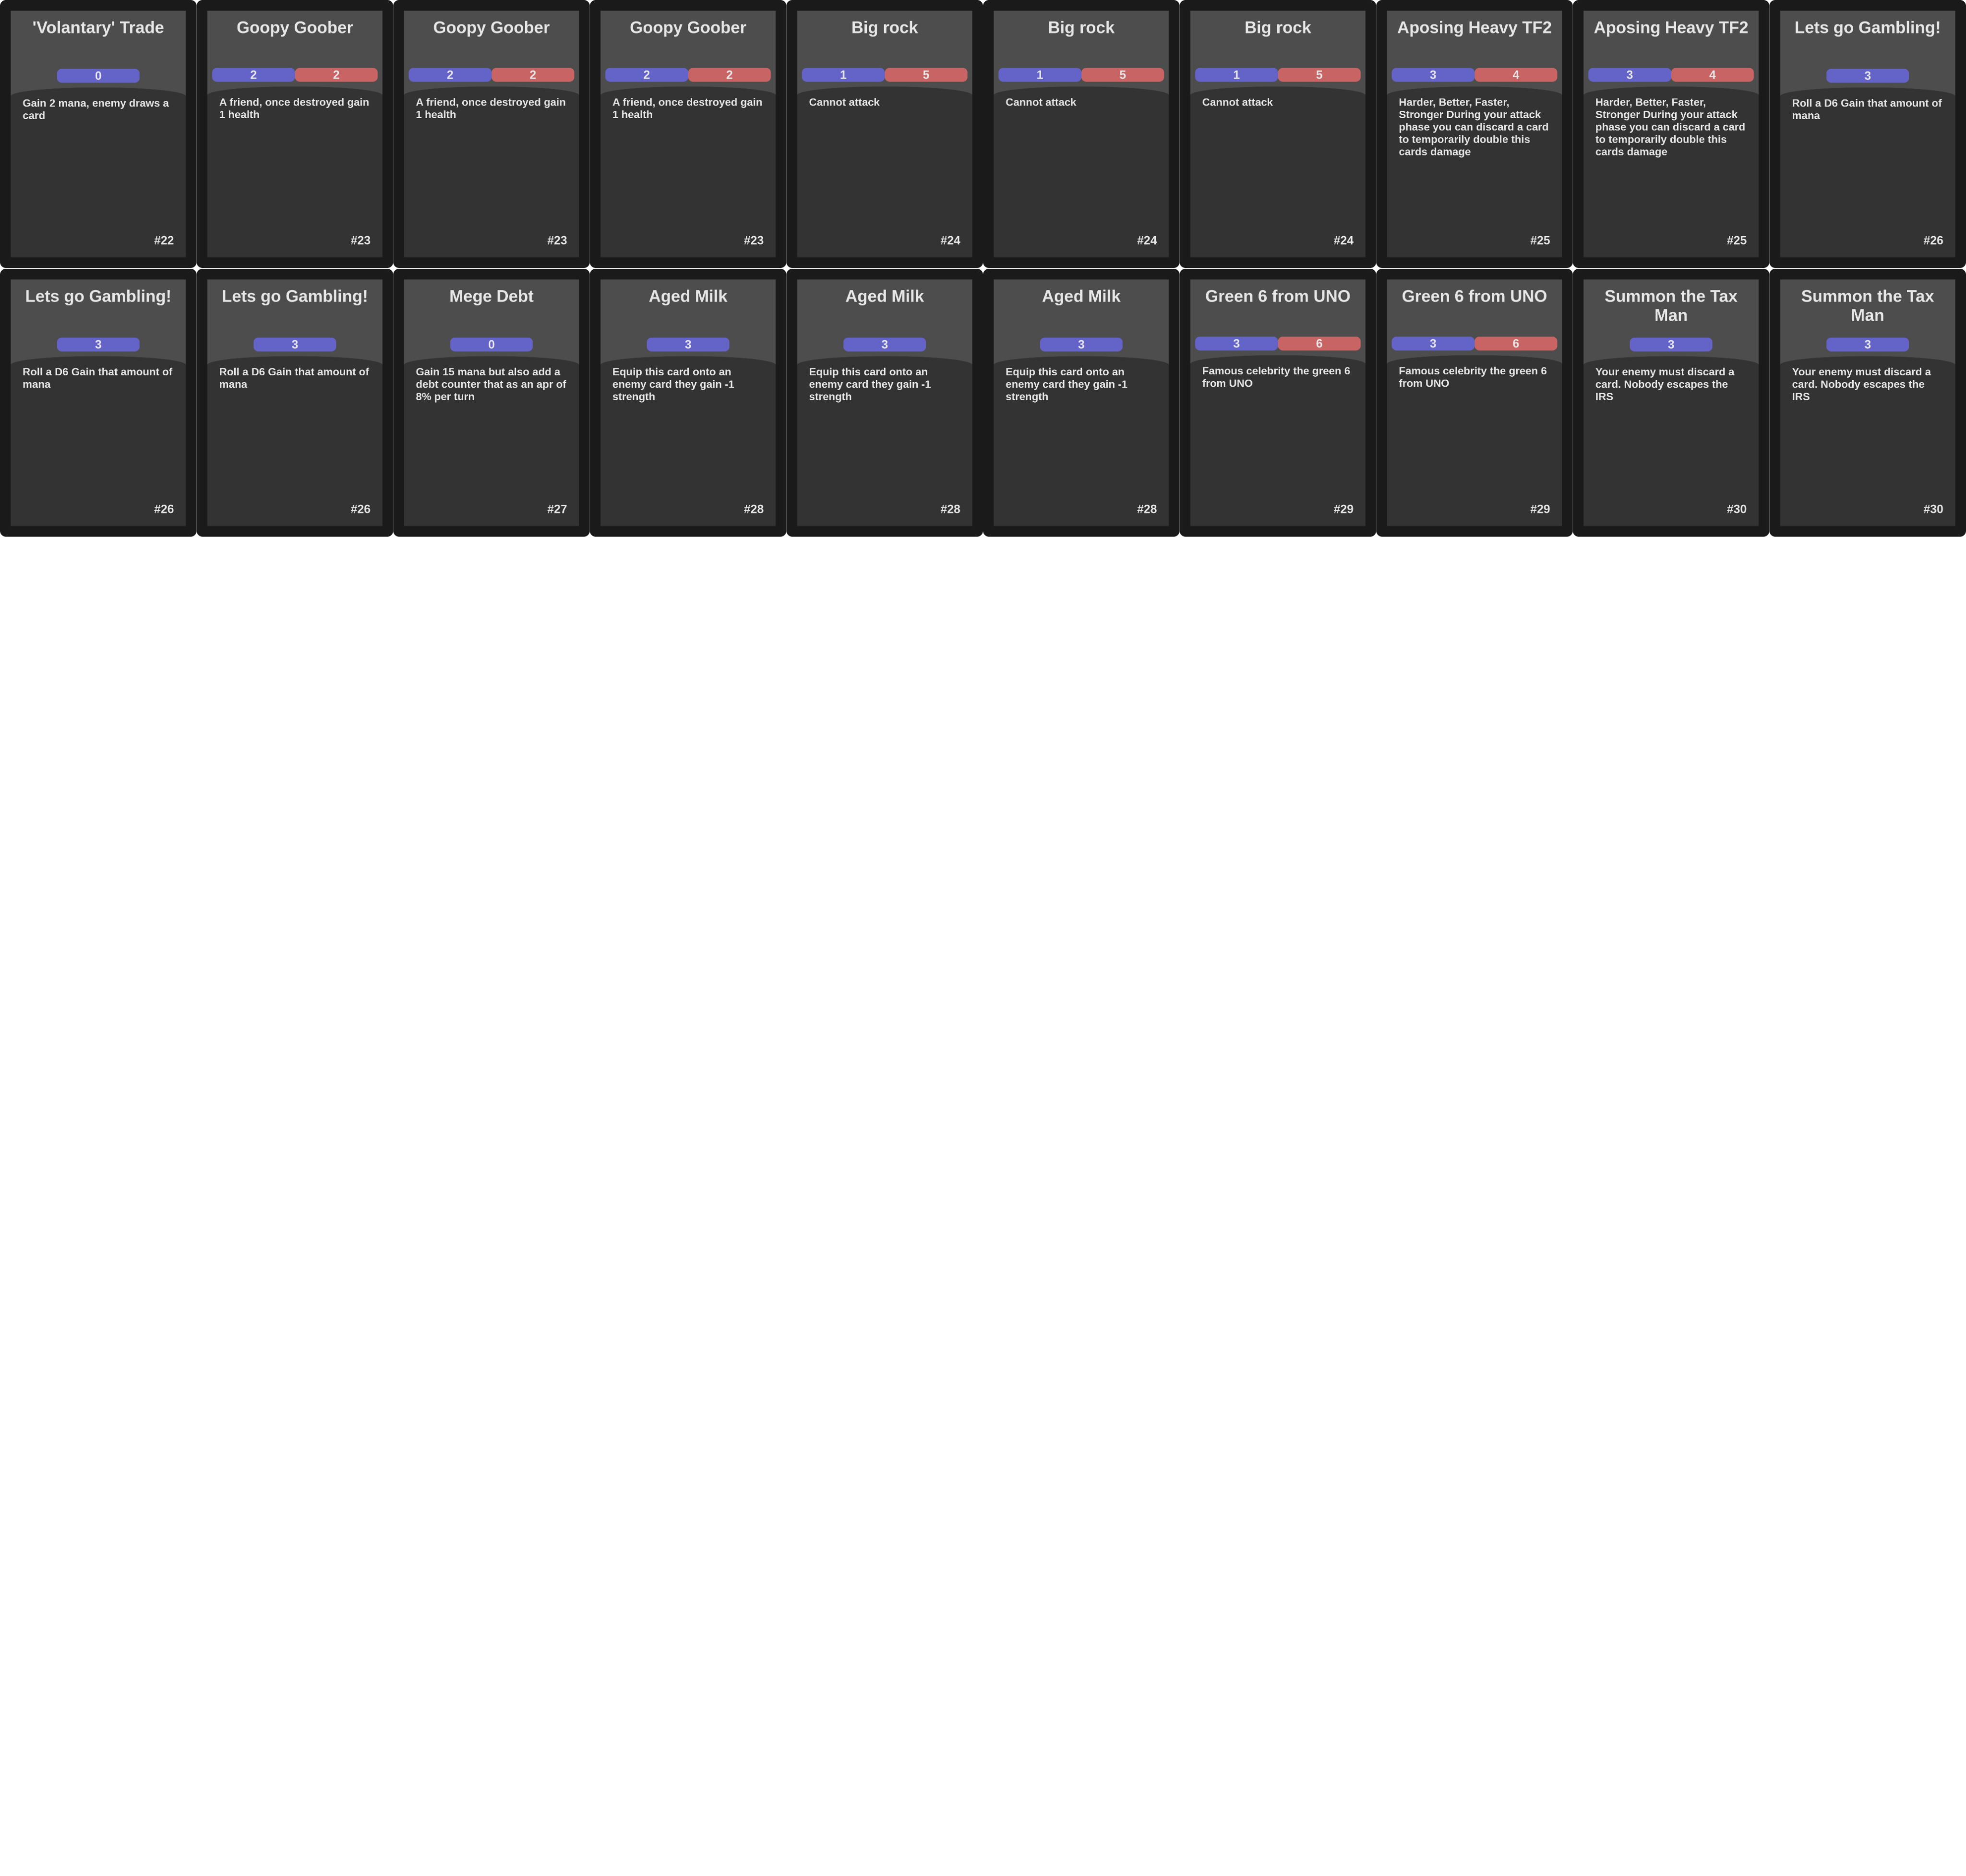 'Volantary' Trade
0
Gain 2 mana, enemy draws a
card
#22
Goopy Goober
2
2
A friend, once destroyed gain
1 health
#23
Goopy Goober
2
2
A friend, once destroyed gain
1 health
#23
Goopy Goober
2
2
A friend, once destroyed gain
1 health
#23
Big rock
1
5
Cannot attack
#24
Big rock
1
5
Cannot attack
#24
Big rock
1
5
Cannot attack
#24
Aposing Heavy TF2
3
4
Harder, Better, Faster,
Stronger During your attack
phase you can discard a card
to temporarily double this
cards damage
#25
Aposing Heavy TF2
3
4
Harder, Better, Faster,
Stronger During your attack
phase you can discard a card
to temporarily double this
cards damage
#25
Lets go Gambling!
3
Roll a D6 Gain that amount of
mana
#26
Lets go Gambling!
3
Roll a D6 Gain that amount of
mana
#26
Lets go Gambling!
3
Roll a D6 Gain that amount of
mana
#26
Mege Debt
0
Gain 15 mana but also add a
debt counter that as an apr of
8% per turn
#27
Aged Milk
3
Equip this card onto an
enemy card they gain -1
strength
#28
Aged Milk
3
Equip this card onto an
enemy card they gain -1
strength
#28
Aged Milk
3
Equip this card onto an
enemy card they gain -1
strength
#28
Green 6 from UNO
3
6
Famous celebrity the green 6
from UNO
#29
Green 6 from UNO
3
6
Famous celebrity the green 6
from UNO
#29
Summon the Tax
Man
3
Your enemy must discard a
card. Nobody escapes the
IRS
#30
Summon the Tax
Man
3
Your enemy must discard a
card. Nobody escapes the
IRS
#30